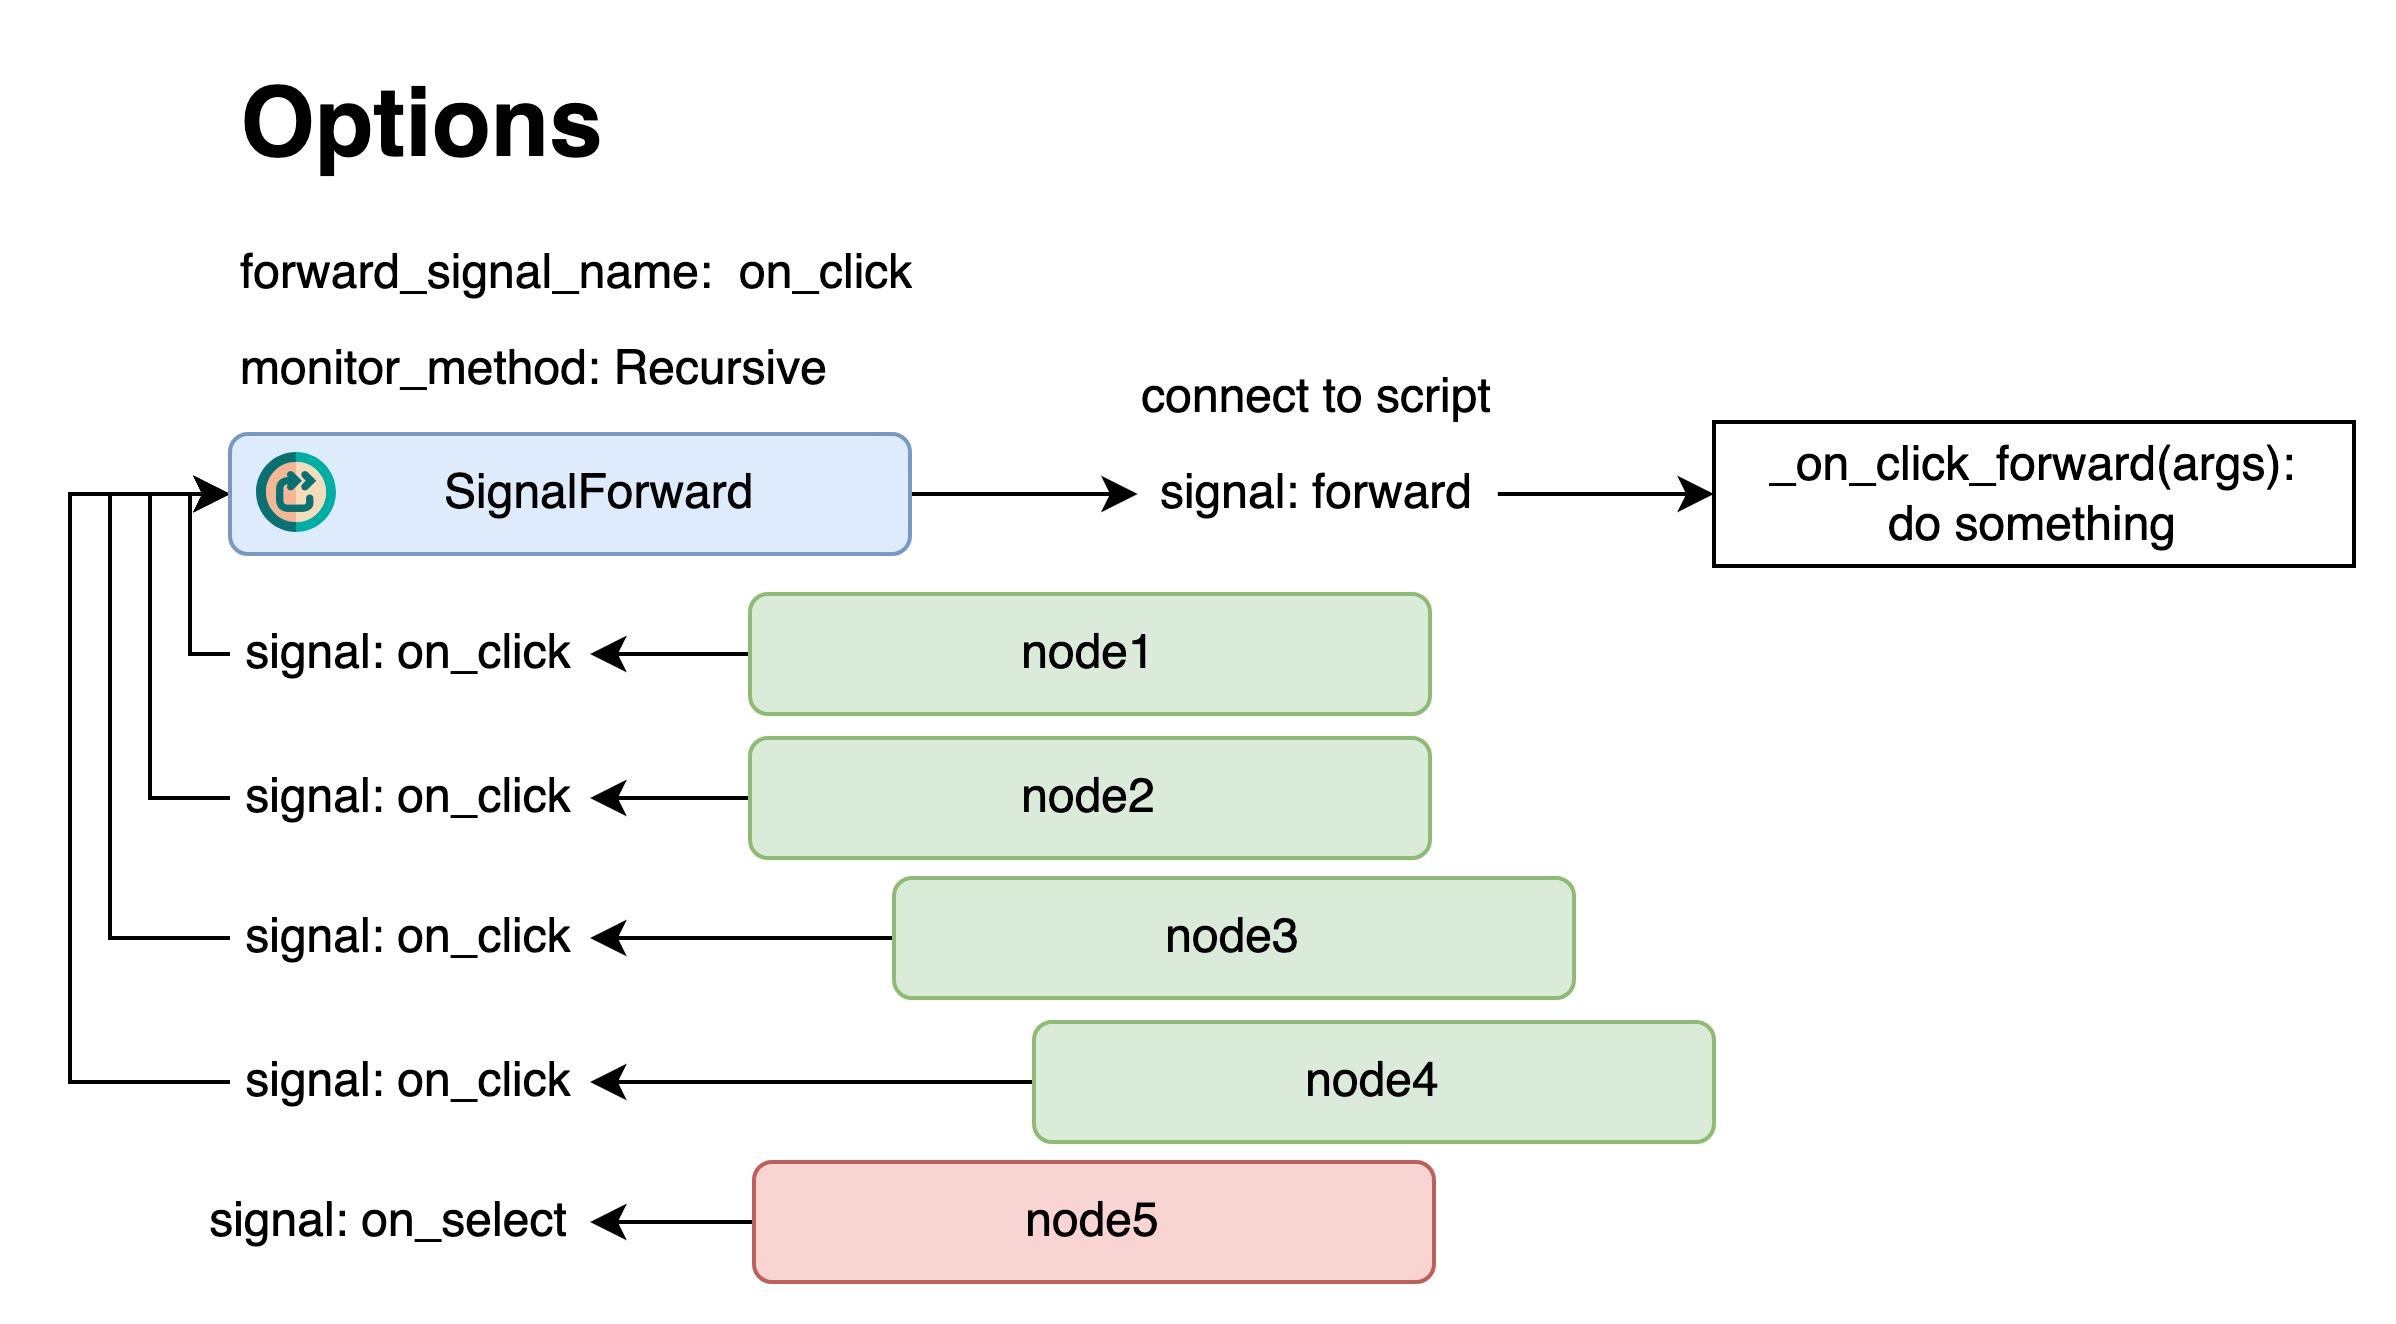 Options
forward_signal_name:  on_click
monitor_method: Recursive
connect to script
SignalForward
signal: forward
_on_click_forward(args):
do something
signal: on_click
node1
signal: on_click
node2
signal: on_click
node3
signal: on_click
node4
signal: on_select
node5